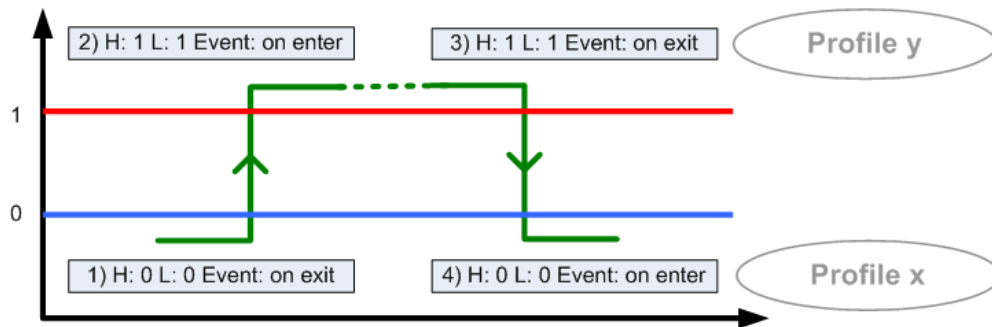 2) H: 1 L: 1 Event: on enter
3) H: 1 L: 1 Event: on exit
Profile y
1
0
1) H: 0 L: 0 Event: on exit
4) H: 0 L: 0 Event: on enter
Profile x